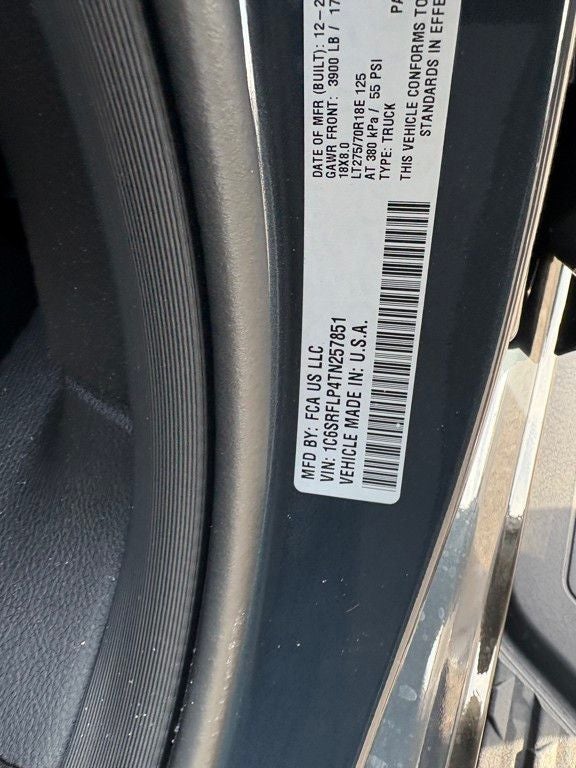 MFD BY: FCA US LLC
DATE OF MFR (BUILT): 12-2
GAWR FRONT: 3900 LB / 17
18X8.0
LT275/70R18E 125
AT 380 kPa / 55 PSI
TYPE: TRUCK
VIN: 1C6SRFLP4TN257851
VEHICLE MADE IN: U.S.A.
PA
THIS VEHICLE CONFORMS TO
STANDARDS IN EFFE